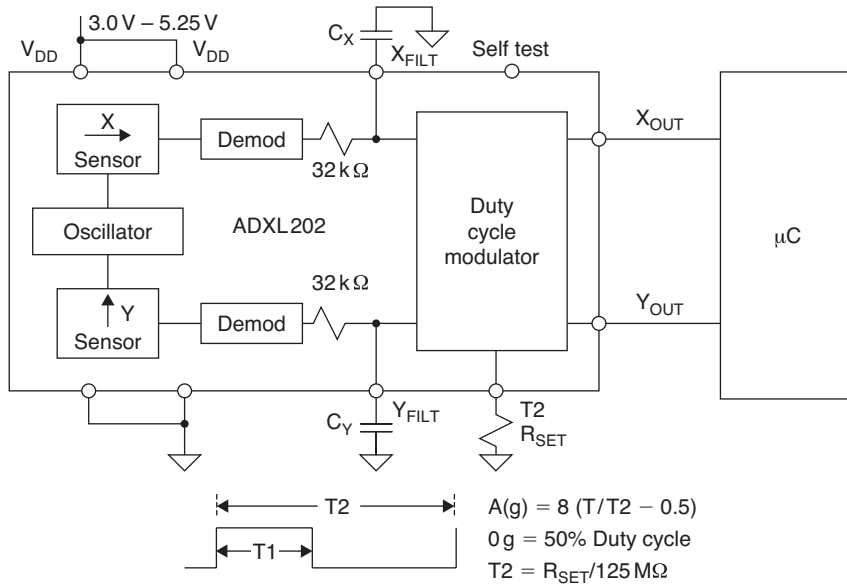 3.0 V – 5.25 V
V_DD
V_DD
C_X
X_FILT
Self test
X
Sensor
Demod
32 kΩ
X_OUT
Oscillator
ADXL202
Duty
cycle
modulator
μC
Y
Sensor
Demod
32 kΩ
Y_OUT
C_Y
Y_FILT
T2
R_SET
T2
T1
A(g) = 8 (T/T2 – 0.5)
0 g = 50% Duty cycle
T2 = R_SET/125 MΩ